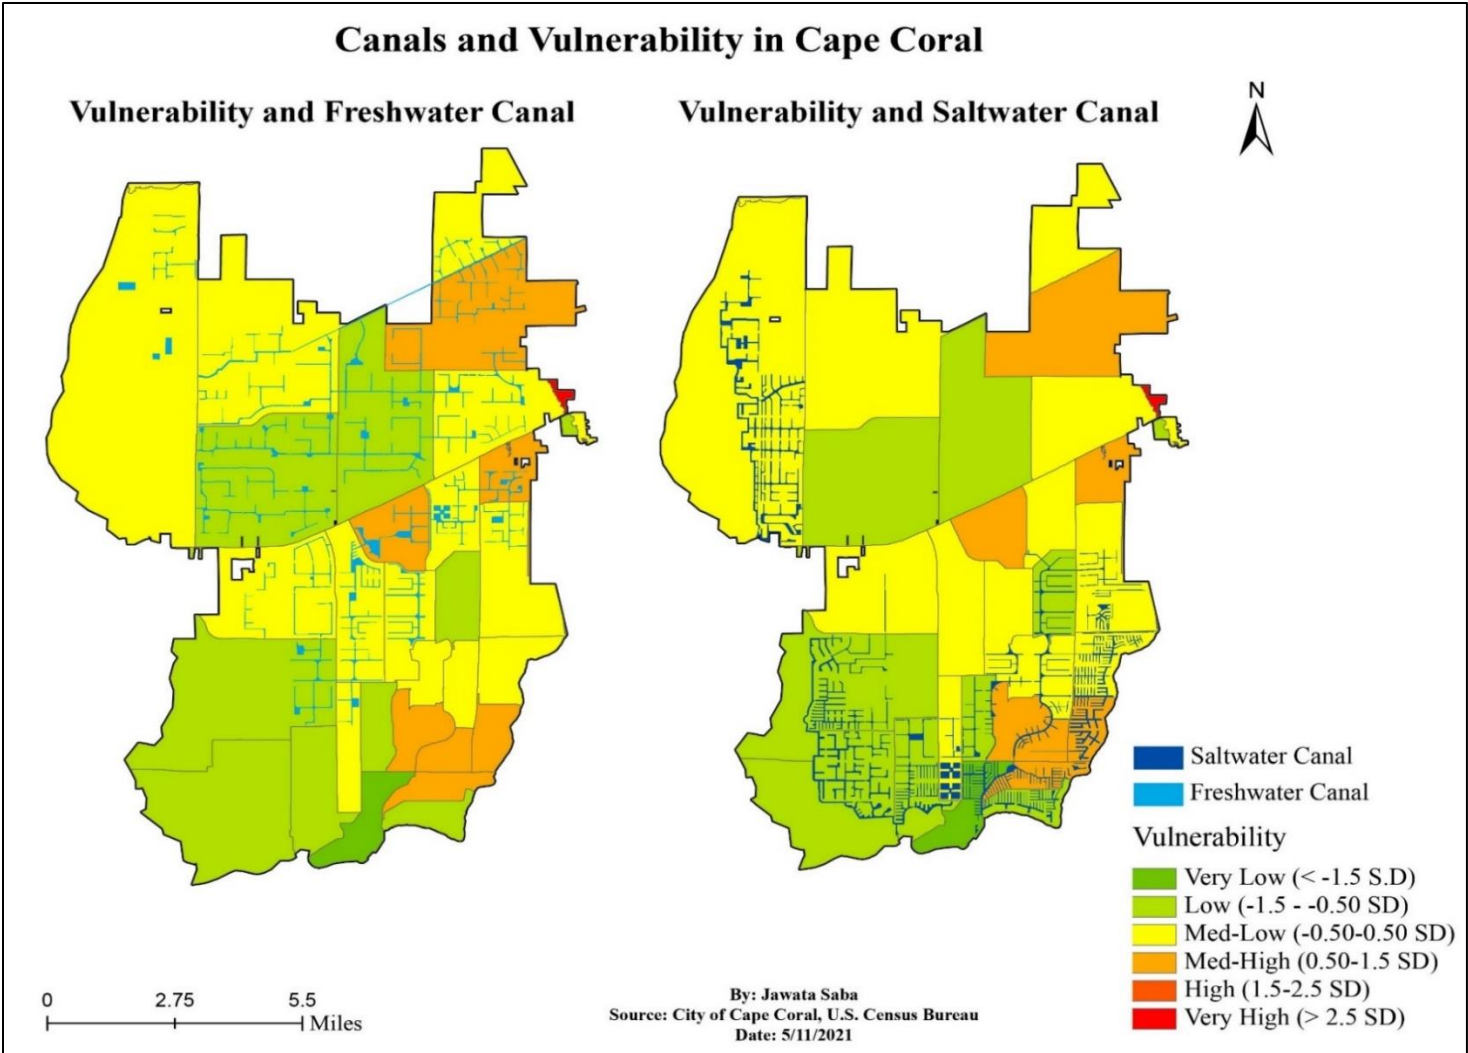 Canals and Vulnerability in Cape Coral
Vulnerability and Freshwater Canal
Vulnerability and Saltwater Canal
N
Saltwater Canal
Freshwater Canal
Vulnerability
Very Low (< -1.5 S.D)
Low (-1.5 - -0.50 SD)
Med-Low (-0.50-0.50 SD)
Med-High (0.50-1.5 SD)
High (1.5-2.5 SD)
Very High (> 2.5 SD)
0 2.75 5.5
Miles
By: Jawata Saba
Source: City of Cape Coral, U.S. Census Bureau
Date: 5/11/2021